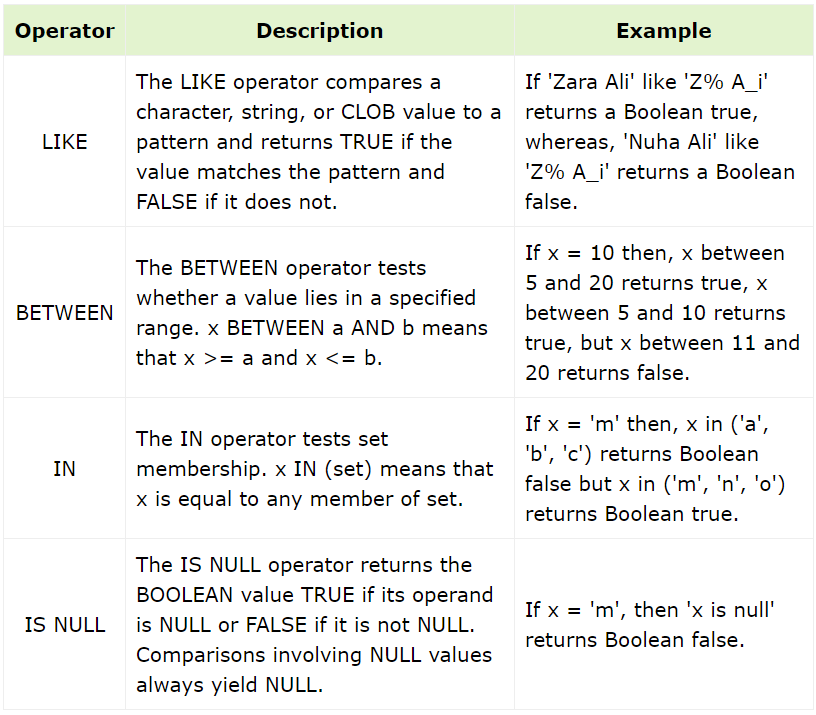 Operator
Description
Example
LIKE
The LIKE operator compares a
character, string, or CLOB value to a
pattern and returns TRUE if the
value matches the pattern and
FALSE if it does not.
If 'Zara Ali' like 'Z% A_i'
returns a Boolean true,
whereas, 'Nuha Ali' like
'Z% A_i' returns a Boolean
false.
BETWEEN
The BETWEEN operator tests
whether a value lies in a specified
range. x BETWEEN a AND b means
that x >= a and x <= b.
If x = 10 then, x between
5 and 20 returns true, x
between 5 and 10 returns
true, but x between 11 and
20 returns false.
IN
The IN operator tests set
membership. x IN (set) means that
x is equal to any member of set.
If x = 'm' then, x in ('a',
'b', 'c') returns Boolean
false but x in ('m', 'n', 'o')
returns Boolean true.
IS NULL
The IS NULL operator returns the
BOOLEAN value TRUE if its operand
is NULL or FALSE if it is not NULL.
Comparisons involving NULL values
always yield NULL.
If x = 'm', then 'x is null'
returns Boolean false.